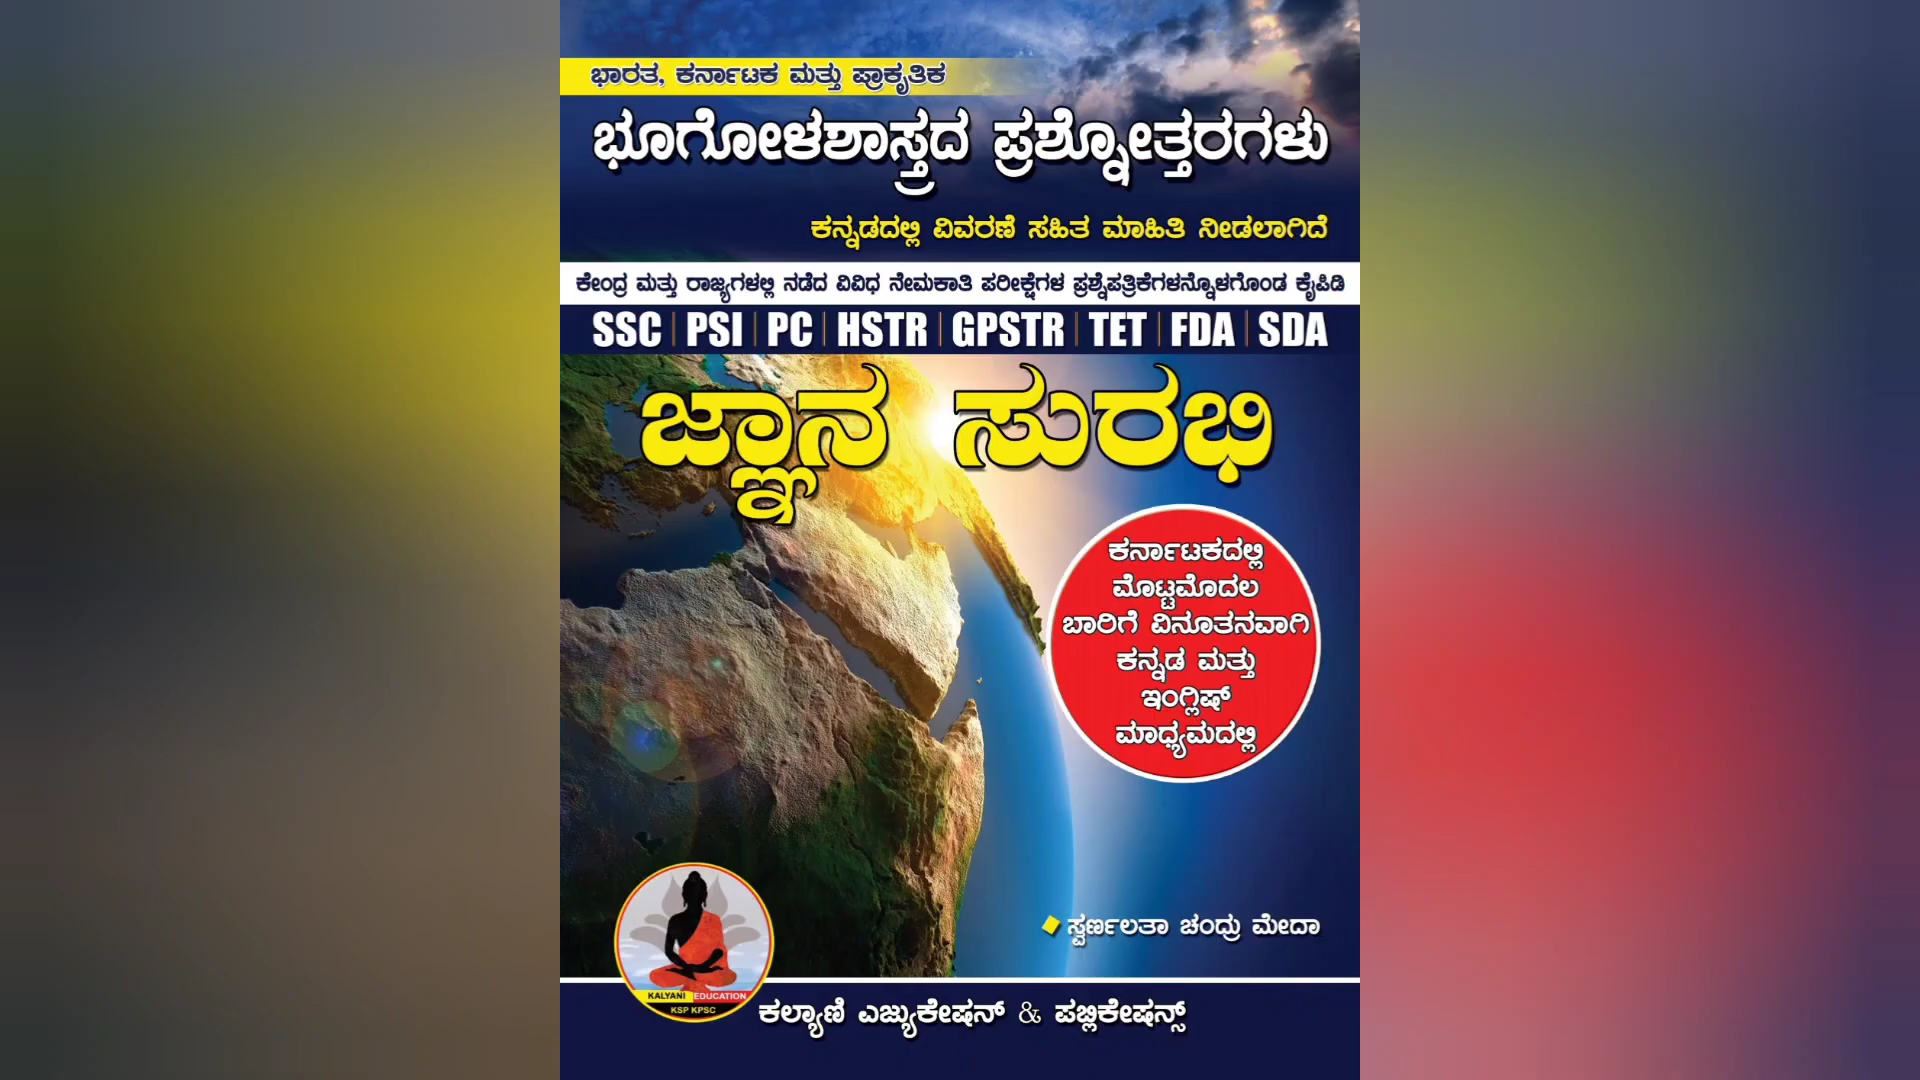 ಭಾರತ, ಕರ್ನಾಟಕ ಮತ್ತು ಪ್ರಾಕೃತಿಕ
ಭೂಗೋಳಶಾಸ್ತ್ರದ ಪ್ರಶ್ನೋತ್ತರಗಳು
ಕನ್ನಡದಲ್ಲಿ ವಿವರಣೆ ಸಹಿತ ಮಾಹಿತಿ ನೀಡಲಾಗಿದೆ
ಕೇಂದ್ರ ಮತ್ತು ರಾಜ್ಯಗಳಲ್ಲಿ ನಡೆದ ವಿವಿಧ ನೇಮಕಾತಿ ಪರೀಕ್ಷೆಗಳ ಪ್ರಶ್ನೆಪತ್ರಿಕೆಗಳನ್ನೊಳಗೊಂಡ ಕೈಪಿಡಿ
SSC | PSI | PC | HSTR | GPSTR | TET | FDA | SDA
ಜ್ಞಾನ ಸುರಭಿ
ಕರ್ನಾಟಕದಲ್ಲಿ
ಮೊಟ್ಟಮೊದಲ
ಬಾರಿಗೆ ವಿನೂತನವಾಗಿ
ಕನ್ನಡ ಮತ್ತು
ಇಂಗ್ಲಿಷ್
ಮಾಧ್ಯಮದಲ್ಲಿ
ಸ್ವರ್ಣಲತಾ ಚಂದ್ರು ಮೇದಾ
KALYANI EDUCATION
KSP KPSC
ಕಲ್ಯಾಣಿ ಎಜ್ಯುಕೇಷನ್ & ಪಬ್ಲಿಕೇಷನ್ಸ್